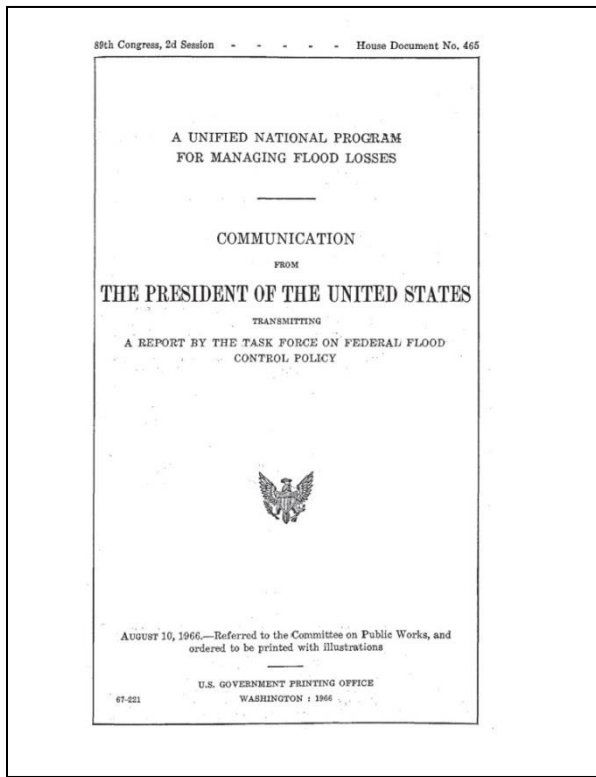 89th Congress, 2d Session - - - - - House Document No. 465
A UNIFIED NATIONAL PROGRAM
FOR MANAGING FLOOD LOSSES
COMMUNICATION
FROM
THE PRESIDENT OF THE UNITED STATES
TRANSMITTING
A REPORT BY THE TASK FORCE ON FEDERAL FLOOD
CONTROL POLICY
AUGUST 10, 1966.—Referred to the Committee on Public Works, and
ordered to be printed with illustrations
U.S. GOVERNMENT PRINTING OFFICE
67-221 WASHINGTON : 1966